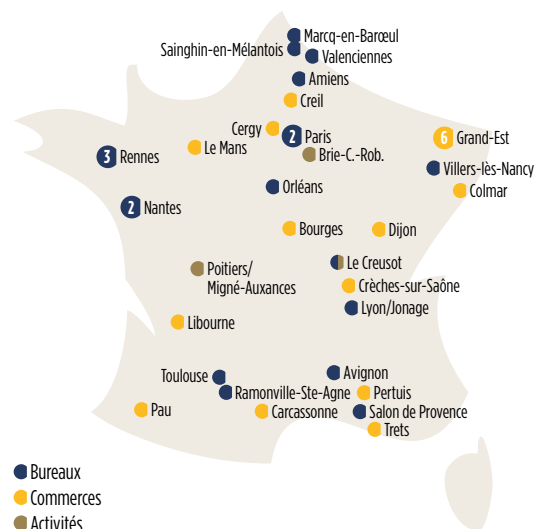 Marcq-en-Barœul
Sainghin-en-Mélantois
Valenciennes
Amiens
Creil
Cergy
2 Paris
6 Grand-Est
Le Mans
Brie-C.-Rob.
3 Rennes
Villers-lès-Nancy
Orléans
Colmar
2 Nantes
Bourges
Dijon
Le Creusot
Poitiers/
Migné-Auxances
Crèches-sur-Saône
Lyon/Jonage
Libourne
Toulouse
Avignon
Ramonville-Ste-Agne
Pertuis
Pau
Carcassonne
Salon de Provence
Trets
Bureaux
Commerces
Activités